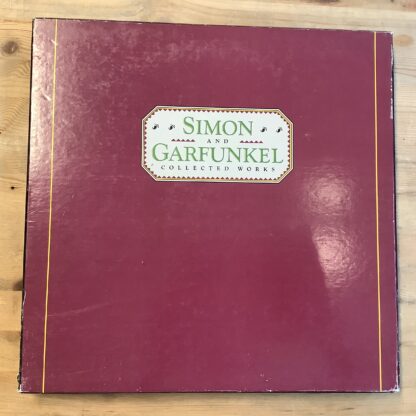 SIMON
AND
GARFUNKEL
COLLECTED WORKS